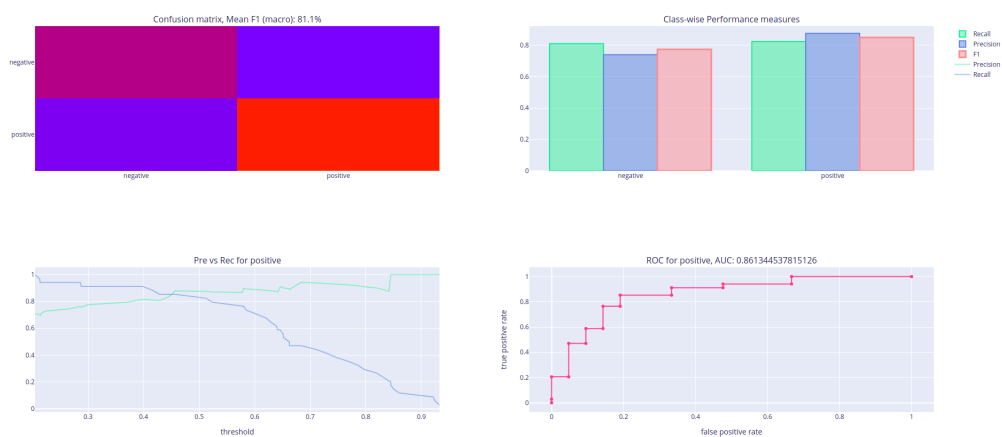 Confusion matrix, Mean F1 (macro): 81.1%
negative
positive
negative
positive
Class-wise Performance measures
0.8
0.6
0.4
0.2
0
negative
positive
Recall
Precision
F1
Precision
Recall
Pre vs Rec for positive
1
0.8
0.6
0.4
0.2
0
0.3
0.4
0.5
0.6
0.7
0.8
0.9
threshold
ROC for positive, AUC: 0.861344537815126
true positive rate
1
0.8
0.6
0.4
0.2
0
0
0.2
0.4
0.6
0.8
1
false positive rate